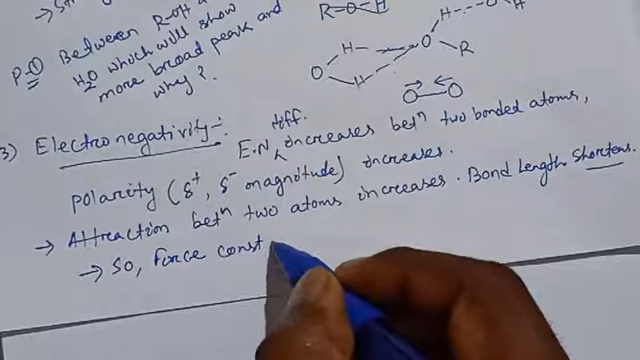 R-O-H
H
O
H
P.O Between R-OH
H2O which will show
more broad peak and
why?
H
O
H
O
R
O O
3) Electronegativity:-
E.N. diff. increases betⁿ two bonded atoms,
polarity (δ⁺, δ⁻ magnitude) increases.
→ Attraction betⁿ two atoms increases. Bond Length shortens.
→ So, Force const